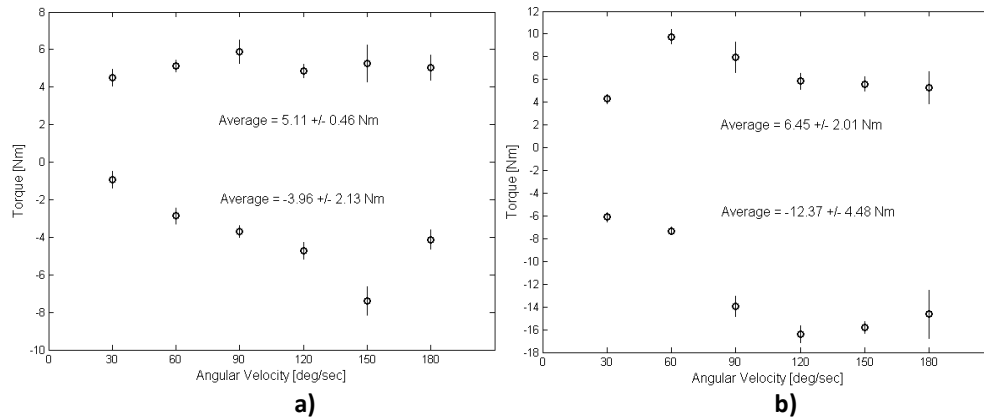 8
6
4
2
0
-2
-4
-6
-8
-10
Torque [Nm]
Average = 5.11 +/- 0.46 Nm
Average = -3.96 +/- 2.13 Nm
0 30 60 90 120 150 180
Angular Velocity [deg/sec]
a)
12
10
8
6
4
2
0
-2
-4
-6
-8
-10
-12
-14
-16
-18
Torque [Nm]
Average = 6.45 +/- 2.01 Nm
Average = -12.37 +/- 4.48 Nm
0 30 60 90 120 150 180
Angular Velocity [deg/sec]
b)